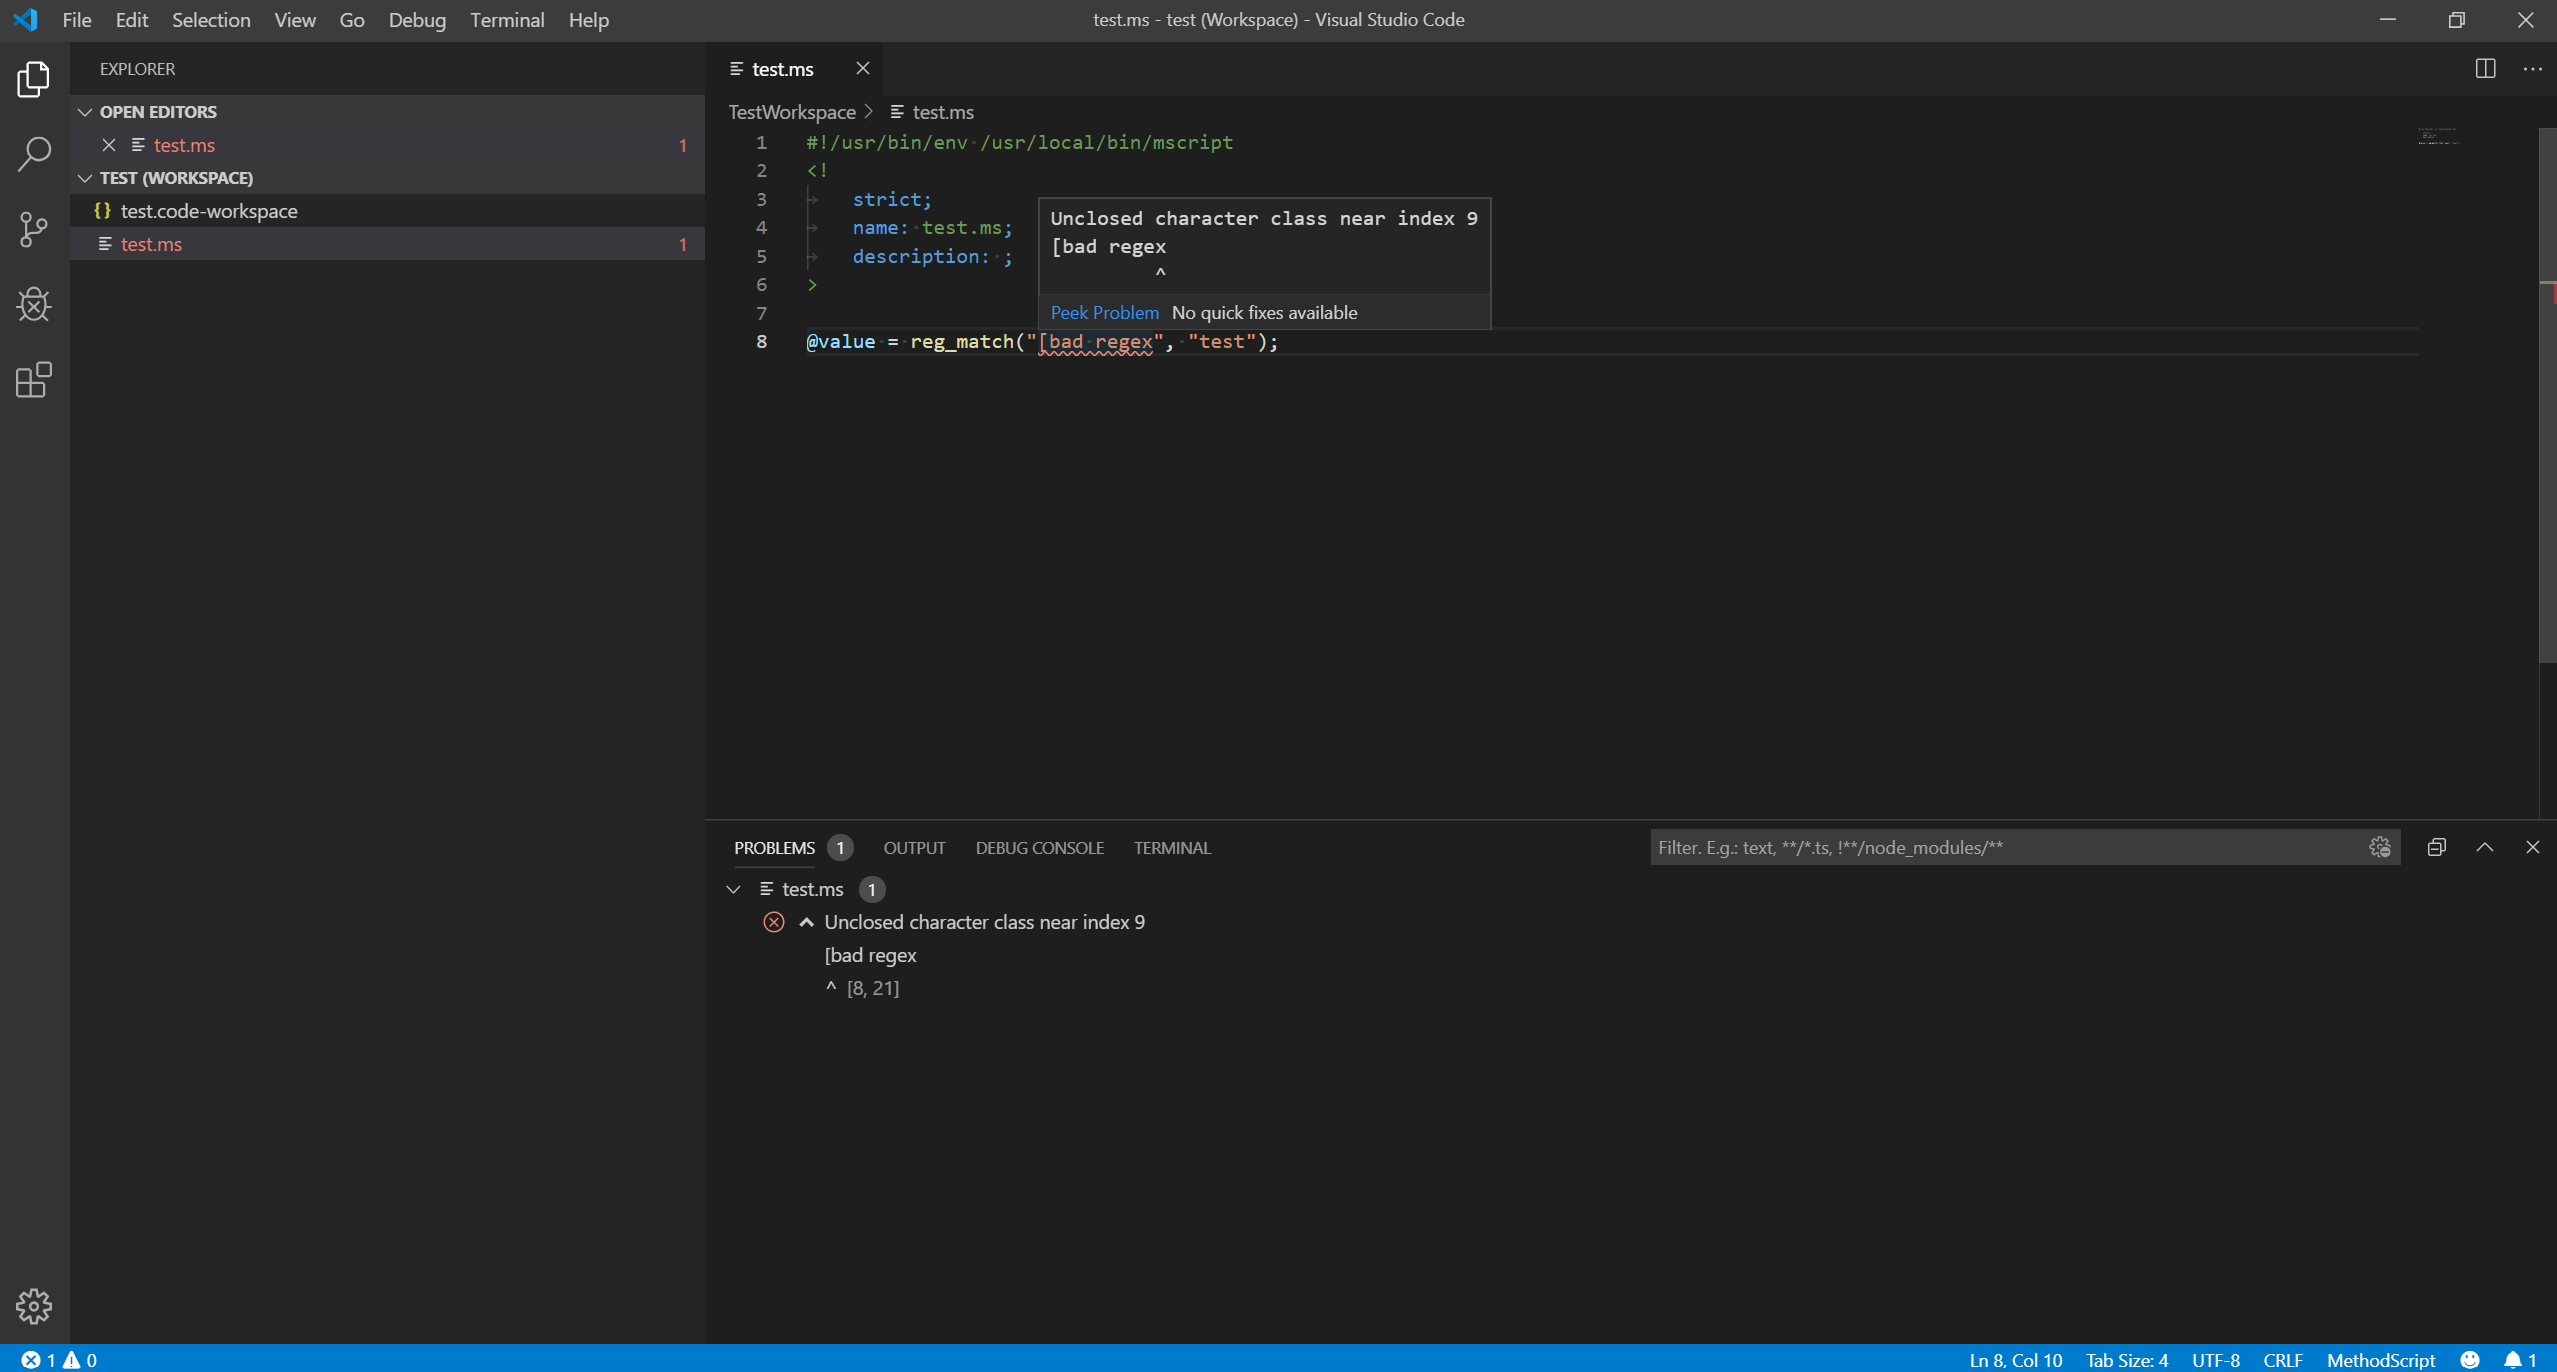 File Edit Selection View Go Debug Terminal Help
test.ms - test (Workspace) - Visual Studio Code
EXPLORER
OPEN EDITORS
test.ms 1
TEST (WORKSPACE)
{} test.code-workspace
test.ms 1
test.ms
TestWorkspace > test.ms
1 #!/usr/bin/env /usr/local/bin/mscript
2 <!
3 strict;
4 name: test.ms;
5 description: ;
6 >
7
8 @value = reg_match("[bad regex", "test");
Unclosed character class near index 9
[bad regex
^
Peek Problem No quick fixes available
PROBLEMS 1 OUTPUT DEBUG CONSOLE TERMINAL
Filter. E.g.: text, **/*.ts, !**/node_modules/**
test.ms 1
Unclosed character class near index 9
[bad regex
^ [8, 21]
1 0
Ln 8, Col 10 Tab Size: 4 UTF-8 CRLF MethodScript 1